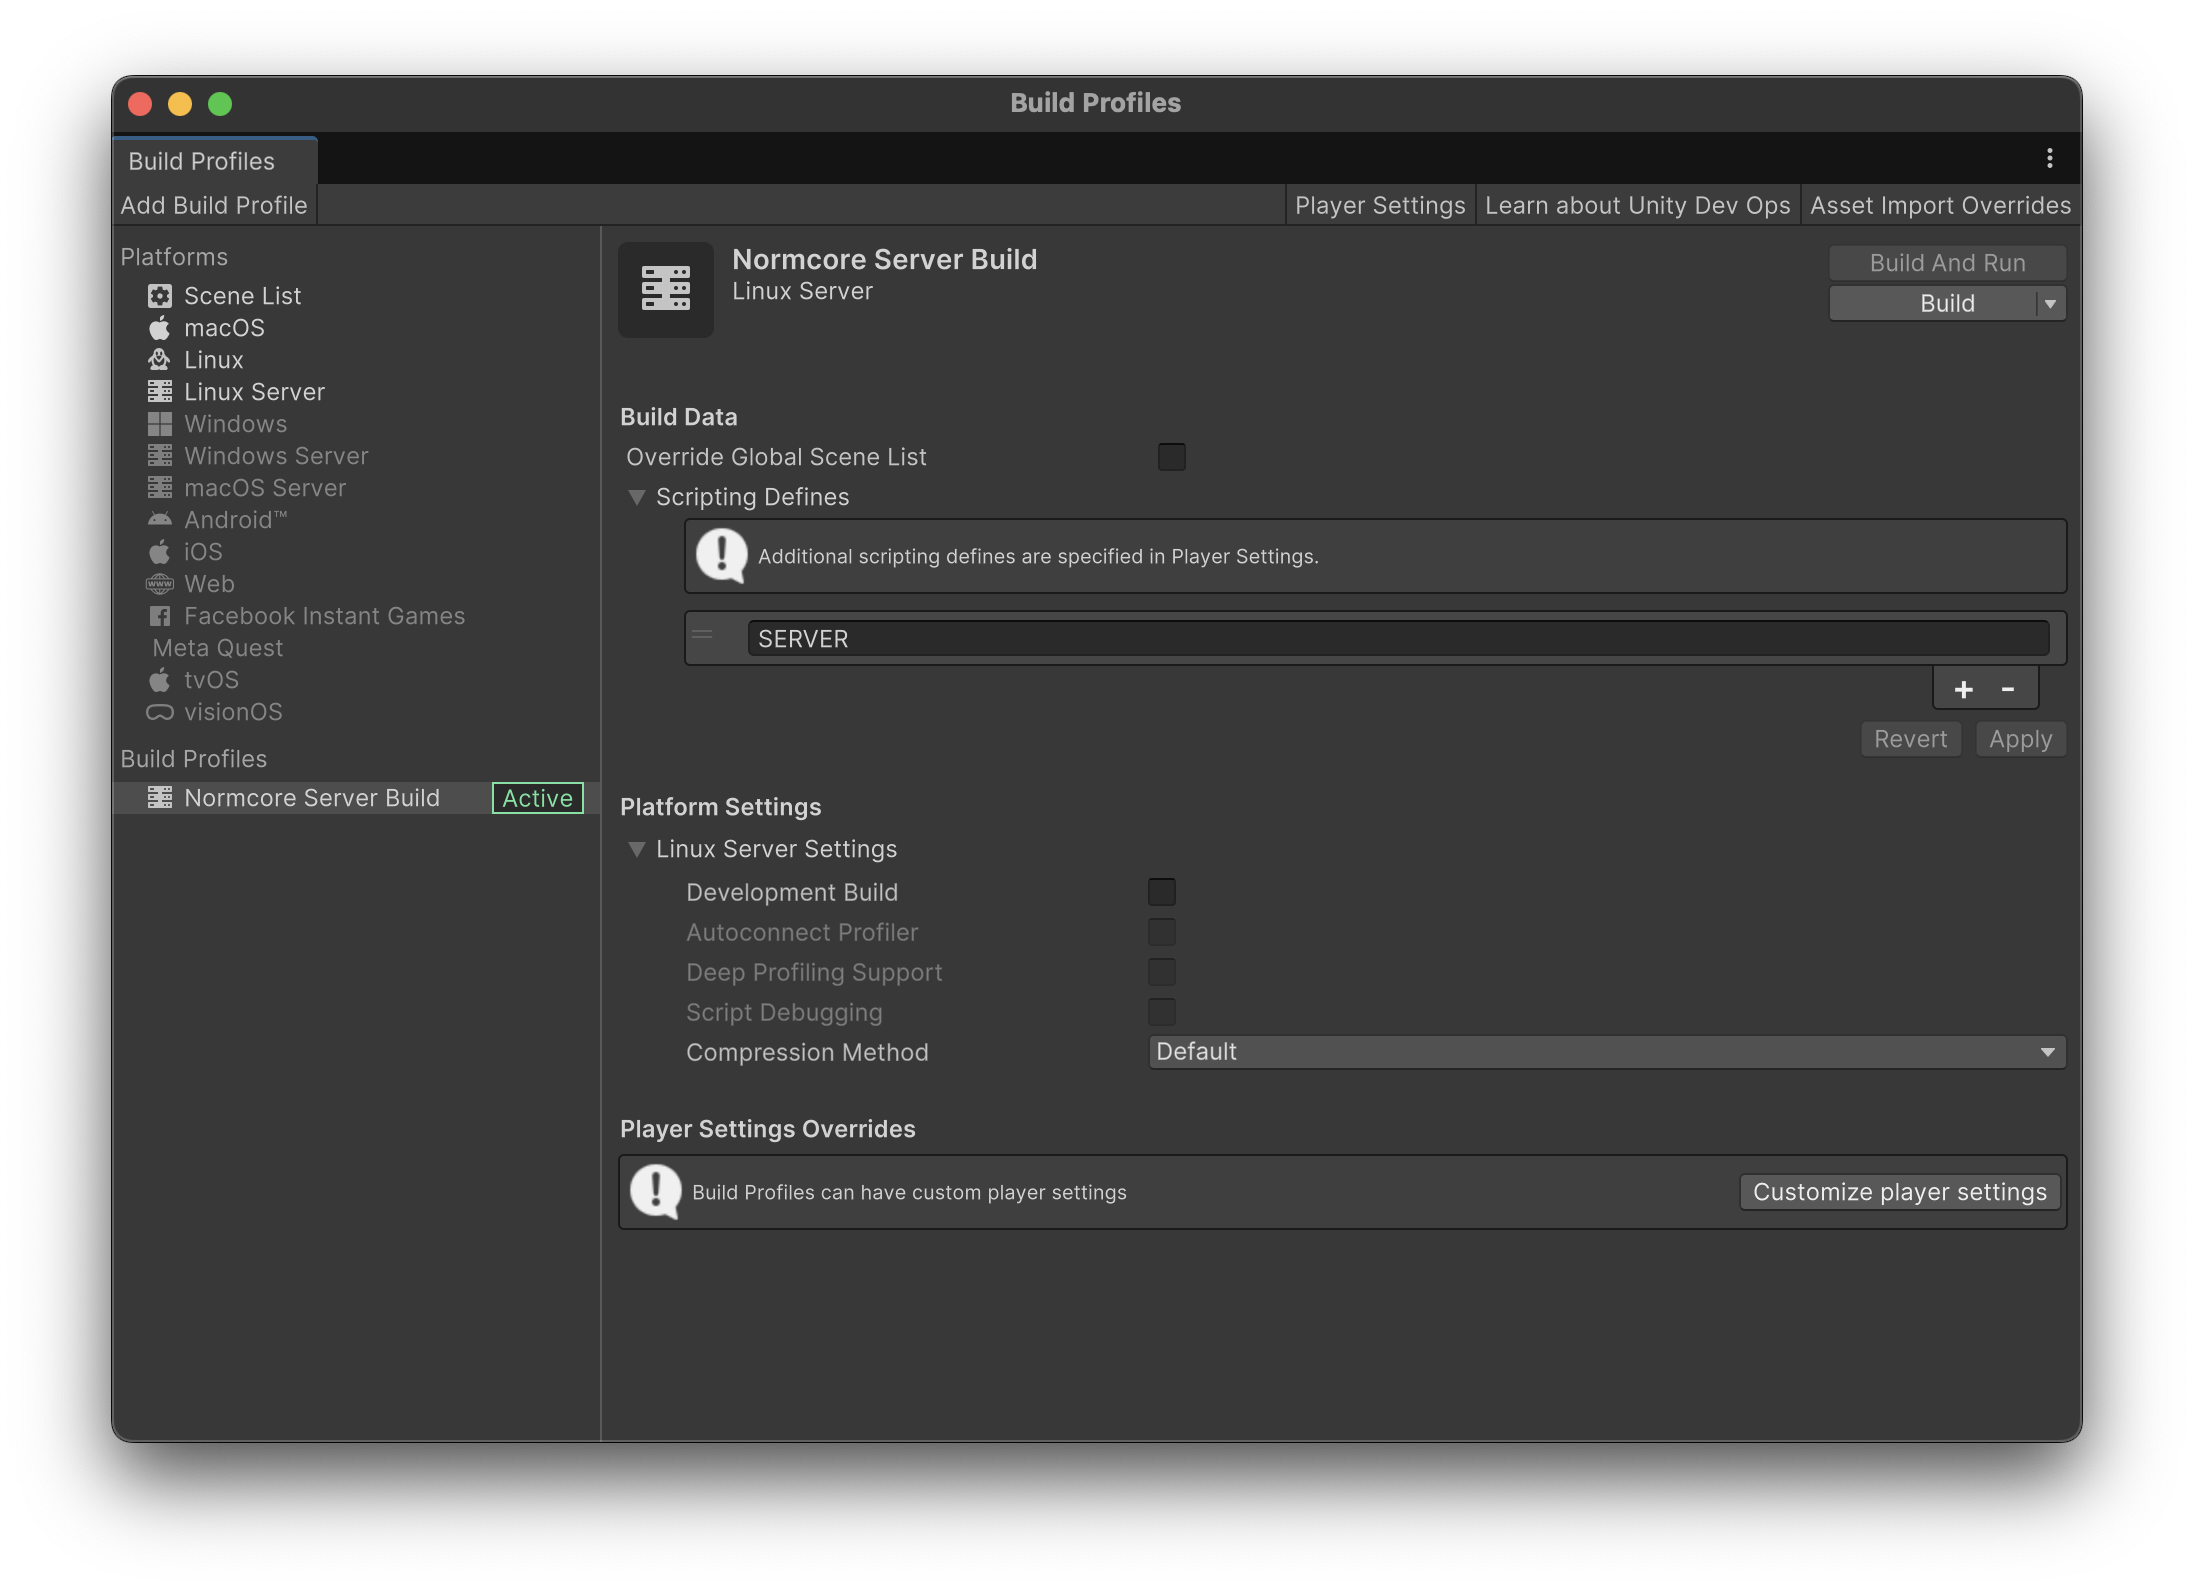 Build Profiles
Build Profiles
Add Build Profile
Player Settings
Learn about Unity Dev Ops
Asset Import Overrides
Platforms
Scene List
macOS
Linux
Linux Server
Windows
Windows Server
macOS Server
Android™
iOS
Web
Facebook Instant Games
Meta Quest
tvOS
visionOS
Build Profiles
Normcore Server Build Active
Normcore Server Build
Linux Server
Build And Run
Build
Build Data
Override Global Scene List
Scripting Defines
Additional scripting defines are specified in Player Settings.
SERVER
+ -
Revert Apply
Platform Settings
Linux Server Settings
Development Build
Autoconnect Profiler
Deep Profiling Support
Script Debugging
Compression Method Default
Player Settings Overrides
Build Profiles can have custom player settings
Customize player settings